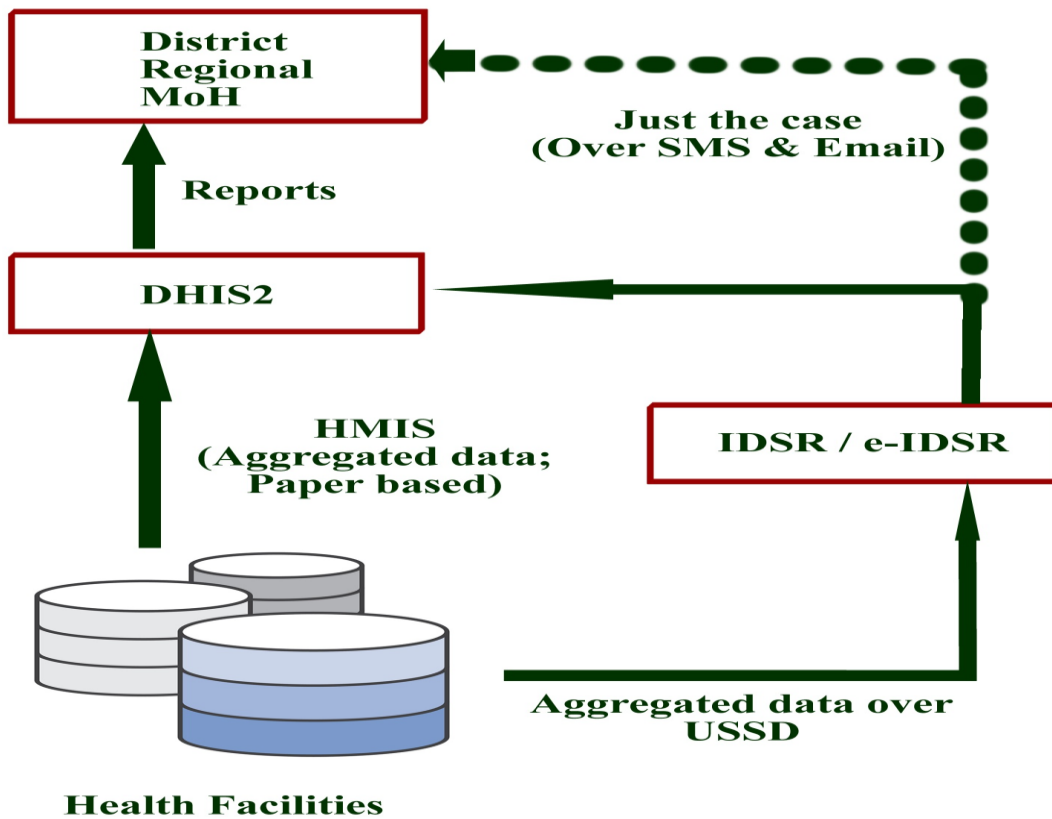 District
Regional
MoH
Just the case
(Over SMS & Email)
Reports
DHIS2
HMIS
(Aggregated data;
Paper based)
IDSR / e-IDSR
Aggregated data over
USSD
Health Facilities